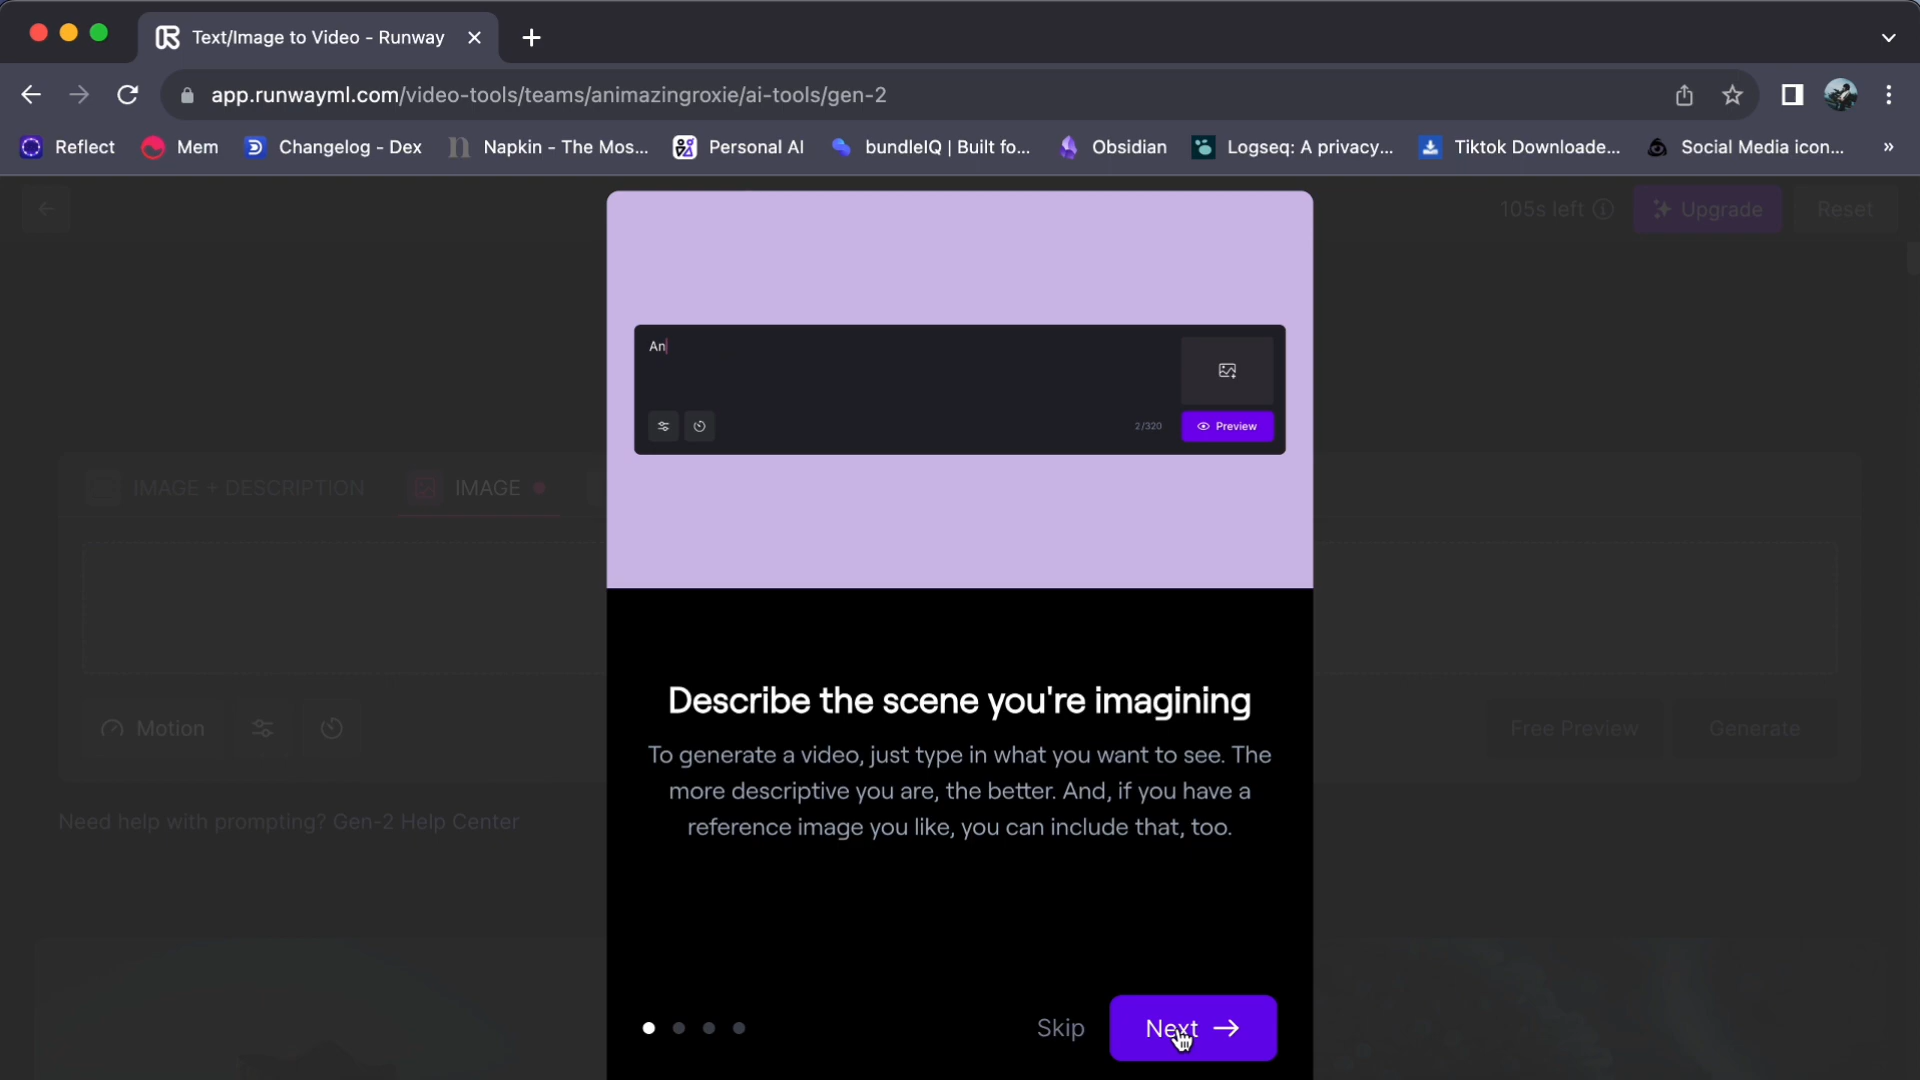 Text/Image to Video - Runway
app.runwayml.com/video-tools/teams/animazingroxie/ai-tools/gen-2
Reflect
Mem
Changelog - Dex
Napkin - The Mos...
Personal AI
bundleIQ | Built fo...
Obsidian
Logseq: A privacy...
Tiktok Downloade...
Social Media icon...
»
105s left
Upgrade
Reset
An
2/320
Preview
IMAGE + DESCRIPTION
IMAGE
Describe the scene you're imagining
To generate a video, just type in what you want to see. The
more descriptive you are, the better. And, if you have a
reference image you like, you can include that, too.
Motion
Free Preview
Generate
Need help with prompting? Gen-2 Help Center
Skip
Next